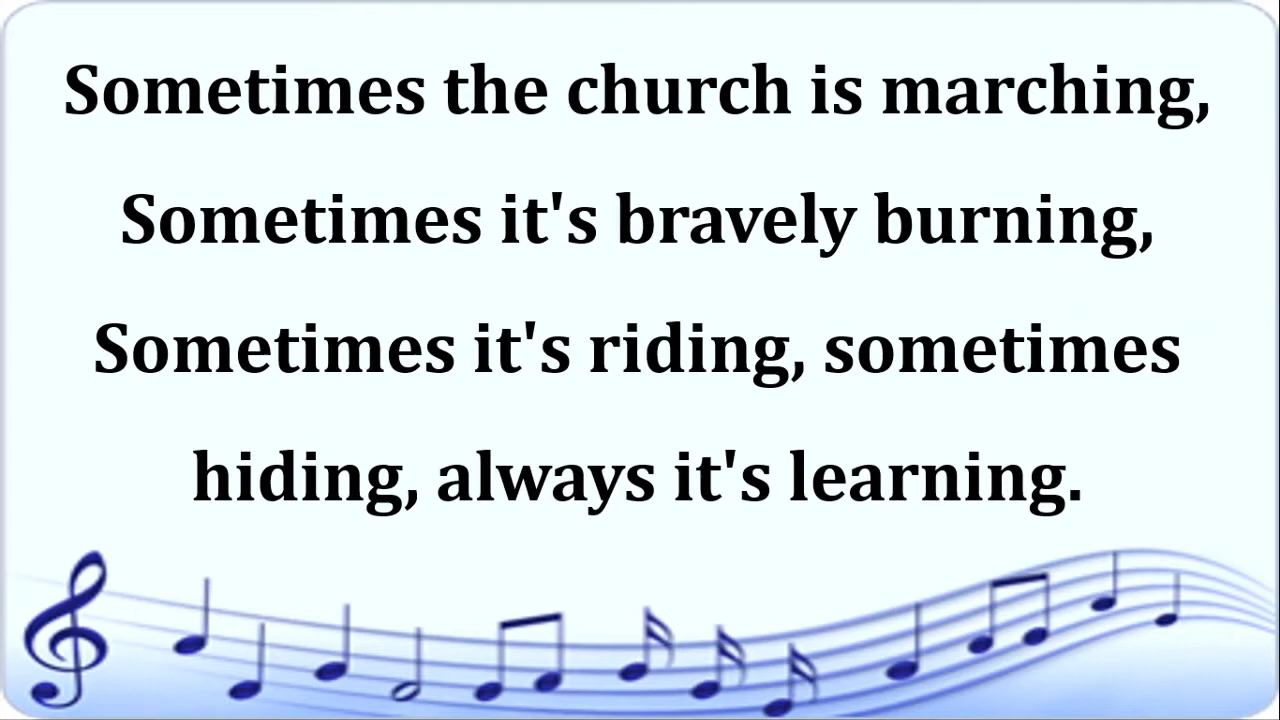 Sometimes the church is marching,
Sometimes it's bravely burning,
Sometimes it's riding, sometimes
hiding, always it's learning.